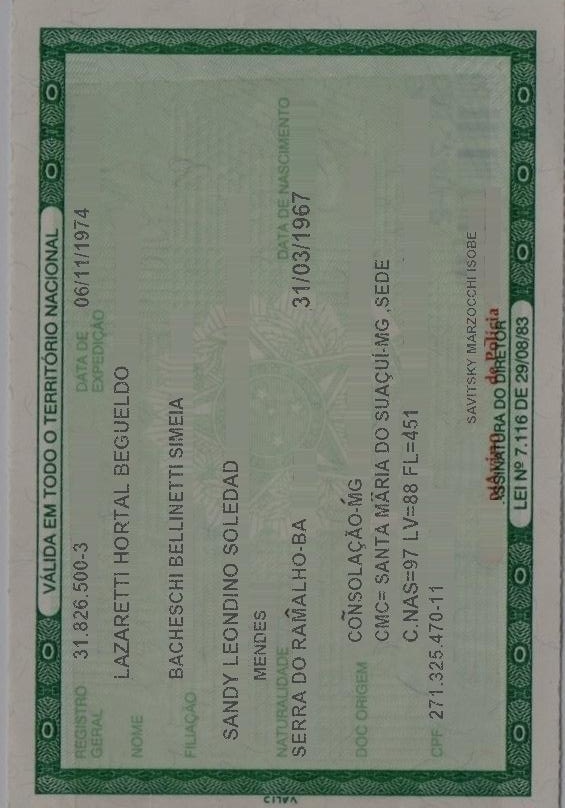 VÁLIDA EM TODO O TERRITÓRIO NACIONAL
REGISTRO GERAL 31.826.500-3 DATA DE EXPEDIÇÃO 06/11/1974
NOME LAZARETTI HORTAL BEGUELDO
FILIAÇÃO BACHESCHI BELLINETTI SIMEIA
SANDY LEONDINO SOLEDAD
MENDES
NATURALIDADE DATA DE NASCIMENTO
SERRA DO RAMALHO-BA 31/03/1967
DOC ORIGEM CONSOLAÇÃO-MG
CMC= SANTA MARIA DO SUAÇUÍ-MG ,SEDE
C.NAS=97 LV=88 FL=451
CPF 271.325.470-11
SAVITSKY MARZOCCHI ISOBE
de Polícia
ASSINATURA DO DIRETOR
LEI Nº 7.116 DE 29/08/83